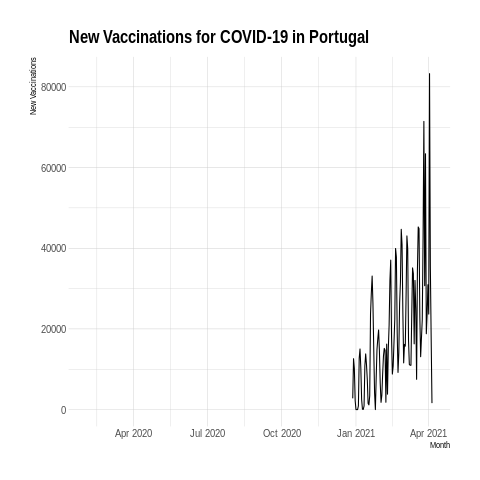 New Vaccinations for COVID-19 in Portugal
New Vaccinations
80000
60000
40000
20000
0
Apr 2020 Jul 2020 Oct 2020 Jan 2021 Apr 2021
Month